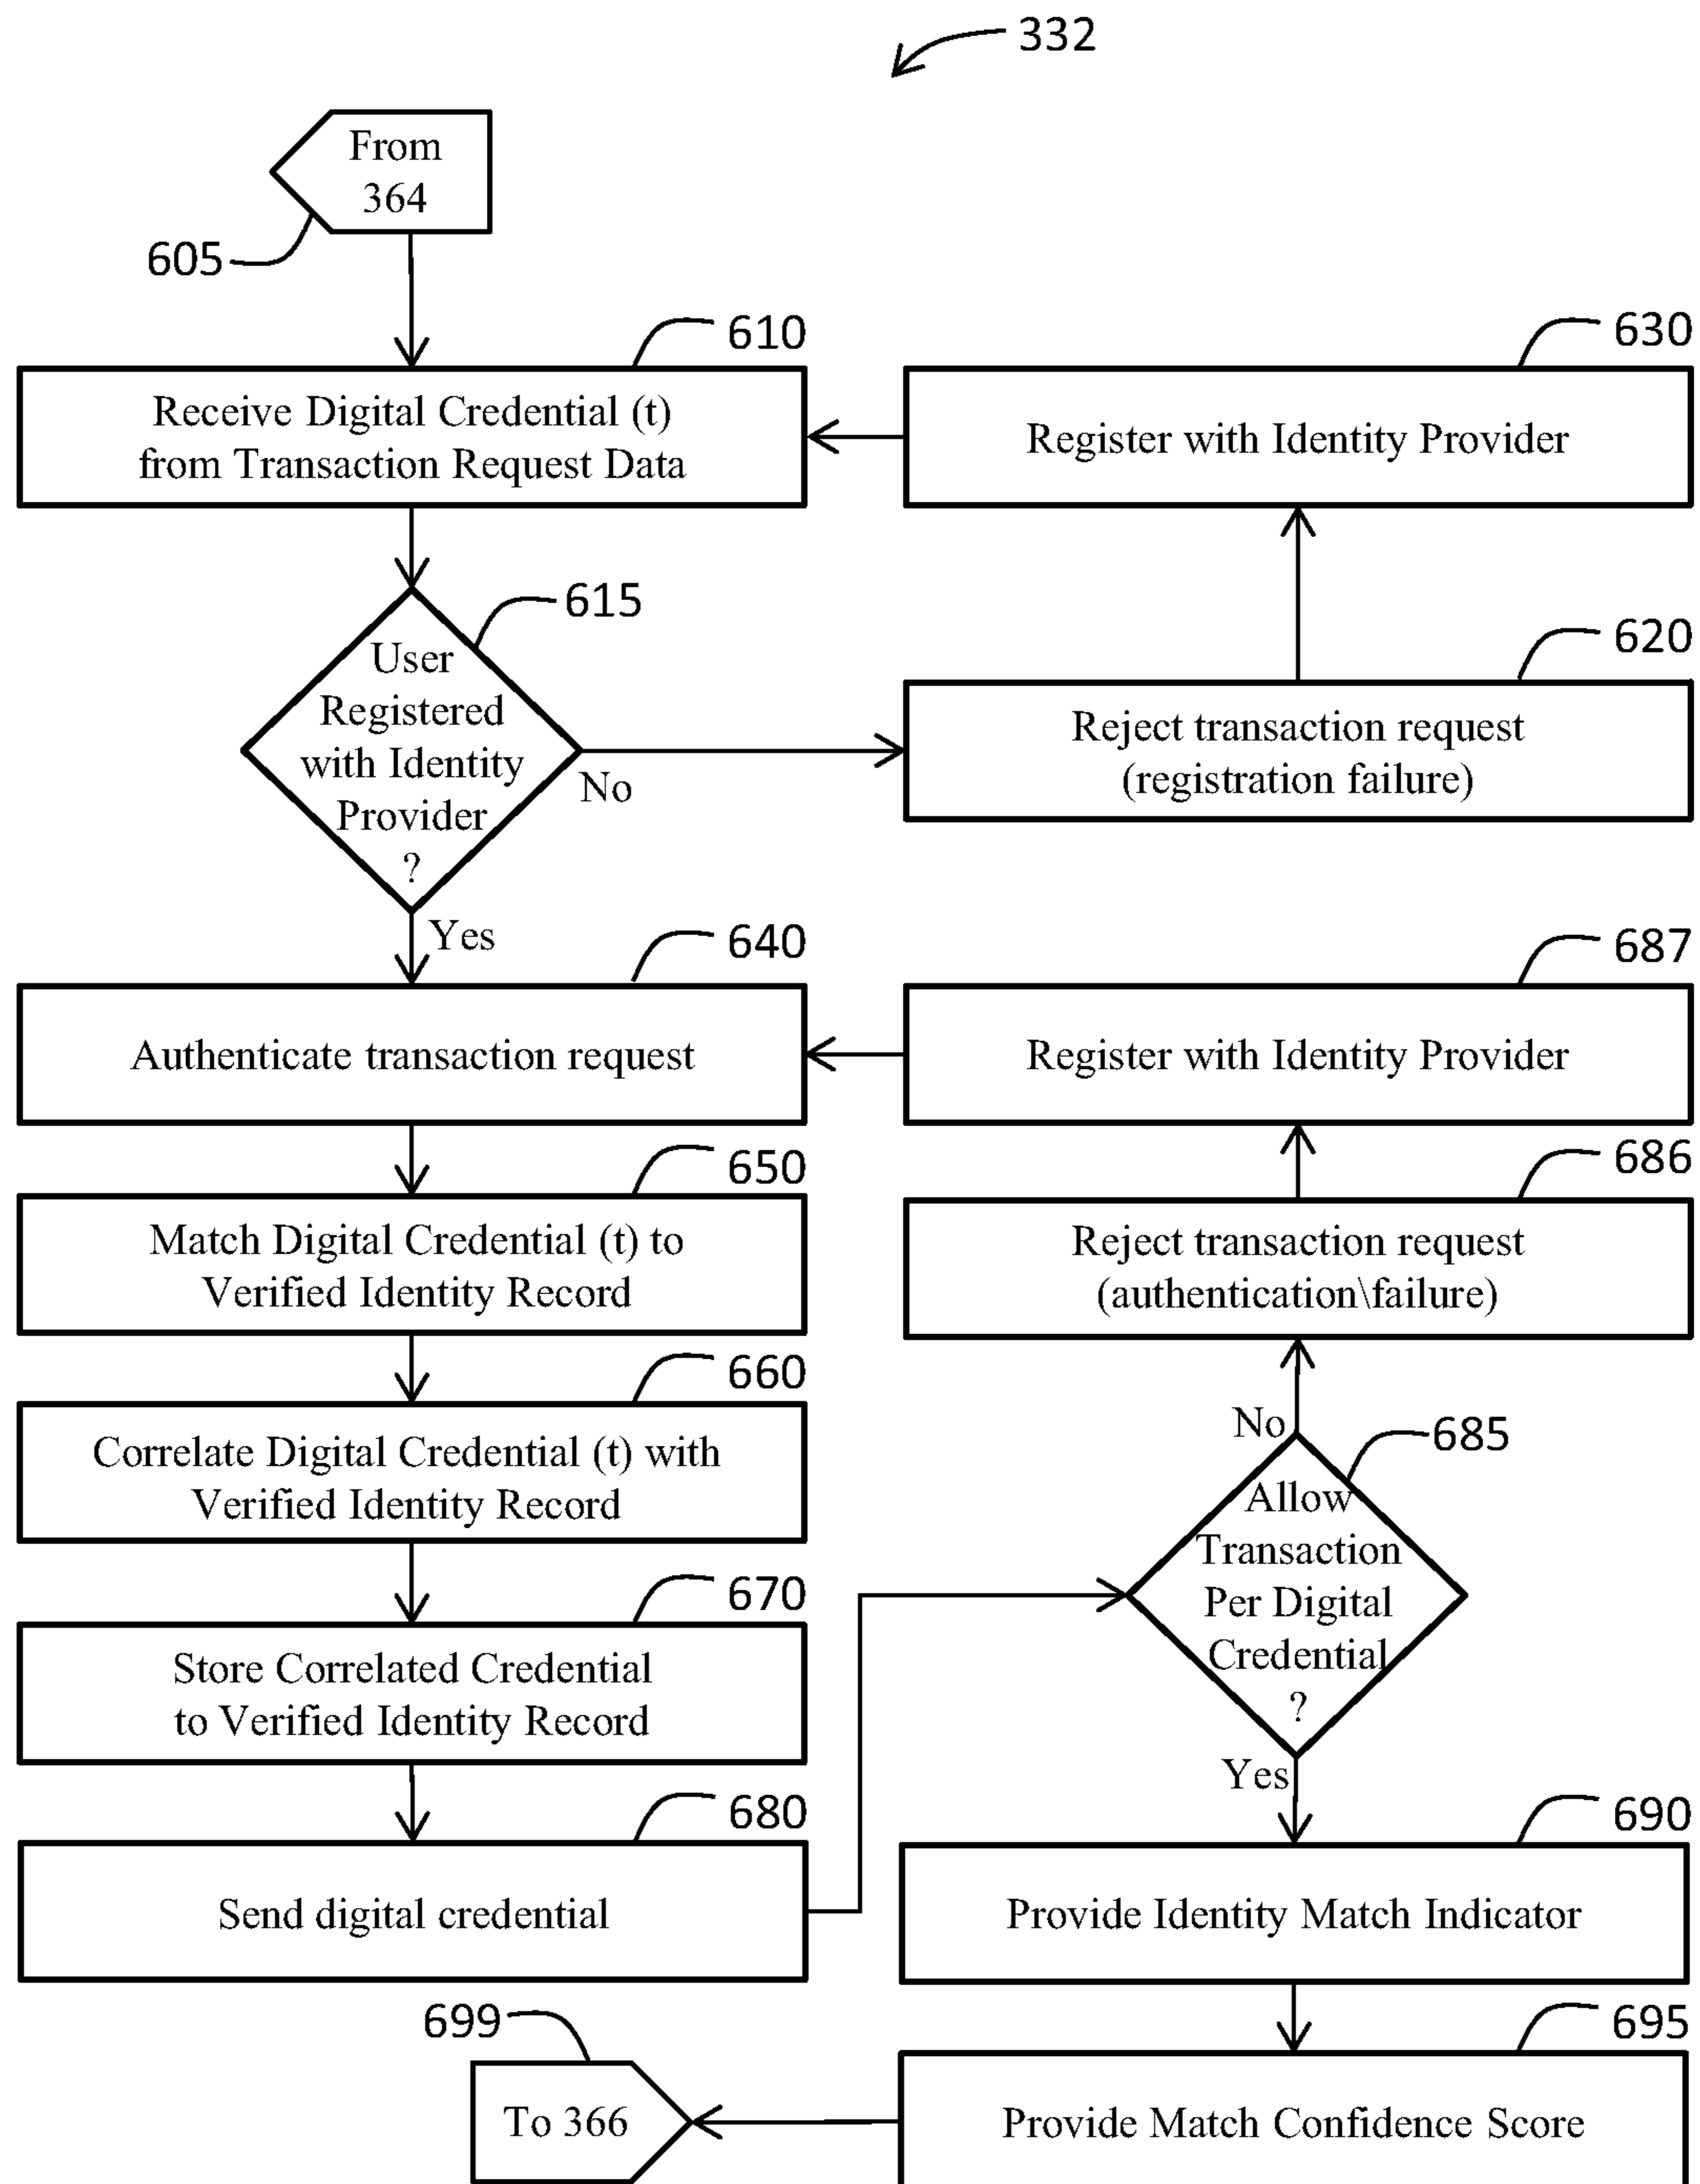 332
From
364
605
610
Receive Digital Credential (t)
from Transaction Request Data
630
Register with Identity Provider
615
User
Registered
with Identity
Provider
?
No
620
Reject transaction request
(registration failure)
Yes
640
Authenticate transaction request
687
Register with Identity Provider
650
Match Digital Credential (t) to
Verified Identity Record
686
Reject transaction request
(authentication\failure)
660
Correlate Digital Credential (t) with
Verified Identity Record
No
685
Allow
Transaction
Per Digital
Credential
?
670
Store Correlated Credential
to Verified Identity Record
Yes
680
Send digital credential
690
Provide Identity Match Indicator
699
To 366
695
Provide Match Confidence Score